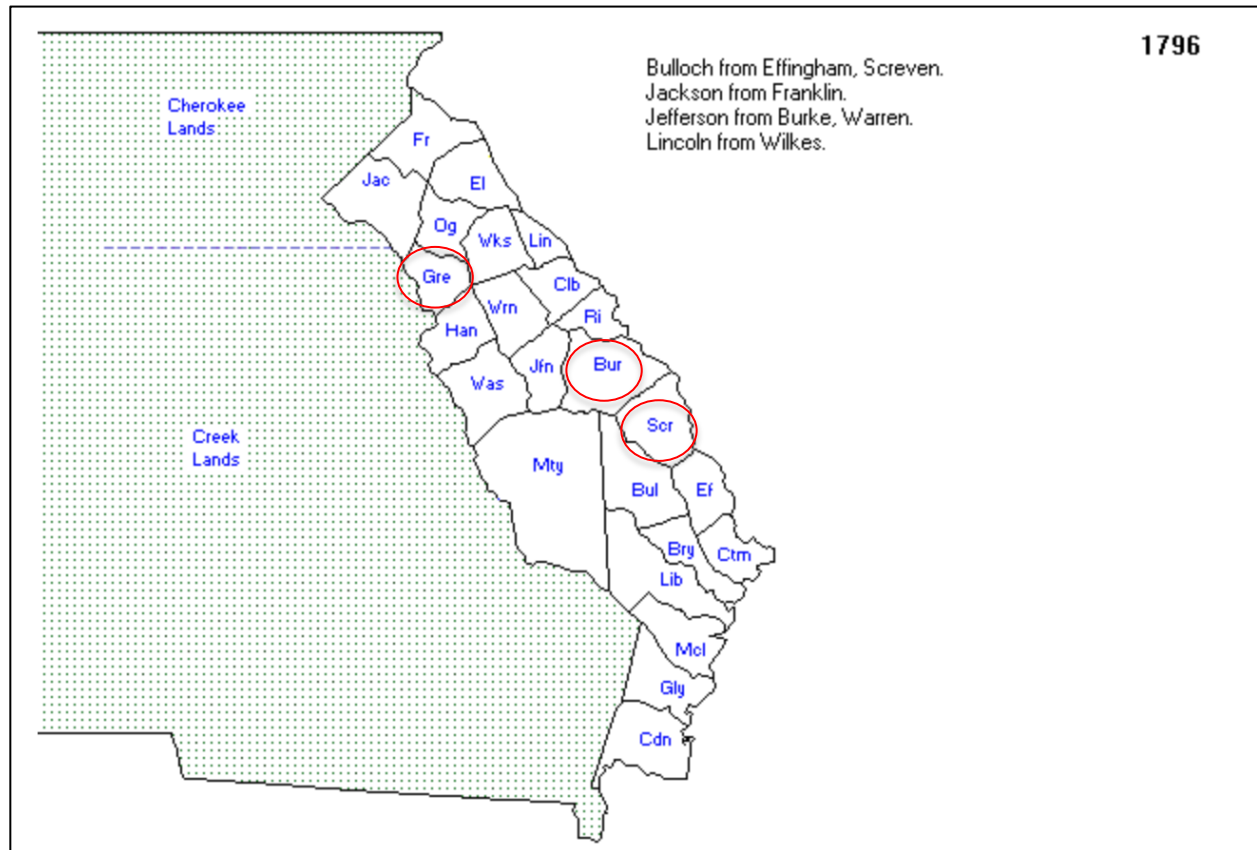 1796
Bulloch from Effingham, Screven.
Jackson from Franklin.
Jefferson from Burke, Warren.
Lincoln from Wilkes.
Cherokee
Lands
Fr
Jac
El
Og
Wks
Lin
Gre
Clb
Wrn
Ri
Han
Jfn
Bur
Was
Scr
Creek
Lands
Mty
Bul
Ef
Bry
Ctm
Lib
McI
Gly
Cdn